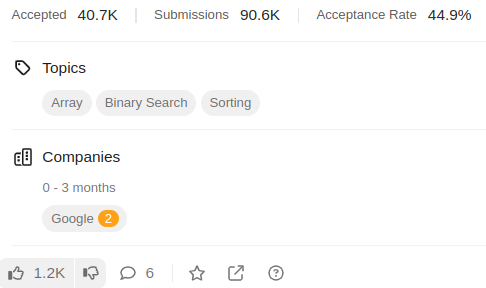 Accepted 40.7K Submissions 90.6K Acceptance Rate 44.9%
Topics
Array Binary Search Sorting
Companies
0 - 3 months
Google 2
1.2K 6